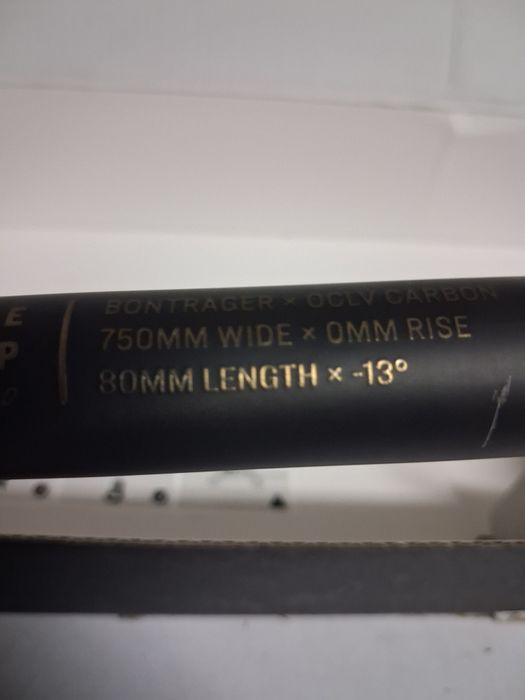 E
P
BONTRAGER × OCLV CARBON
750MM WIDE × 0MM RISE
80MM LENGTH × -13°